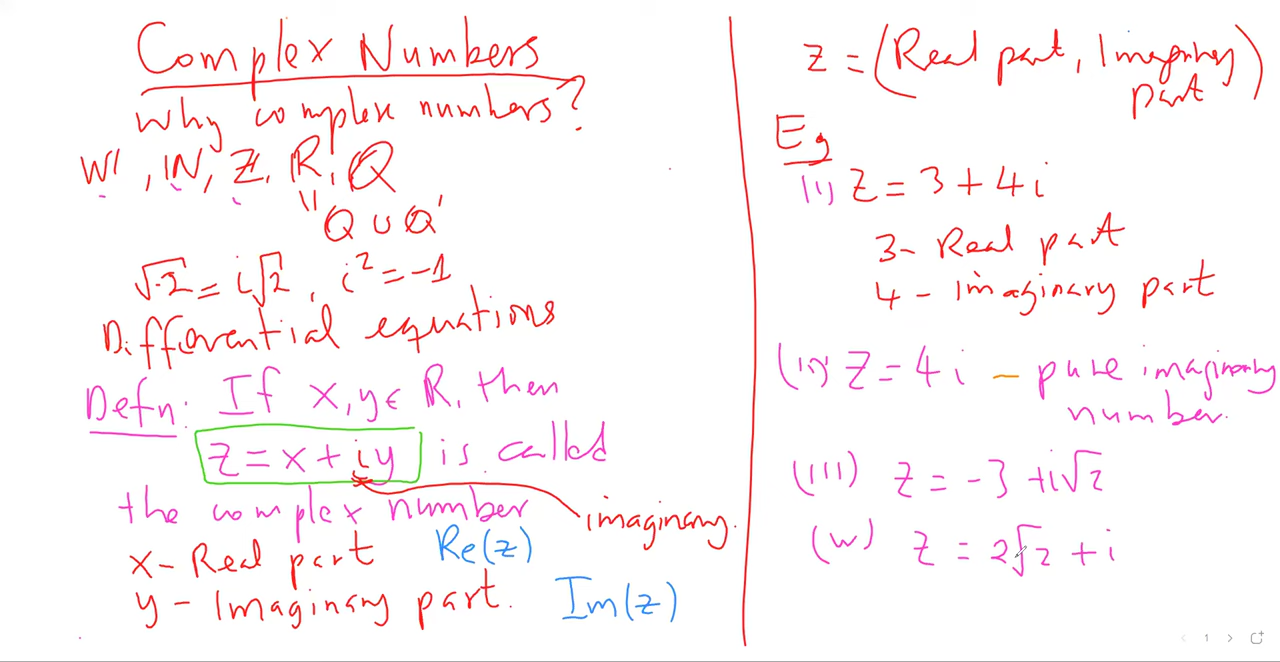 Complex Numbers
Why complex numbers?
W, ℕ, ℤ, ℝ, Q
"
Q ∪ Q'
√-2 = i√2, i² = -1
Differential equations
Defn: If x, y ∈ ℝ, then
z = x + iy is called
the complex number
imaginary.
x - Real part Re(z)
y - Imaginary part. Im(z)
z = (Real part, Imaginary
part)
Eg
(i) z = 3 + 4i
3 - Real part
4 - Imaginary part
(ii) z = 4i - pure imaginary
number.
(iii) z = -3 + i√2
(iv) z = 2√2 + i
1